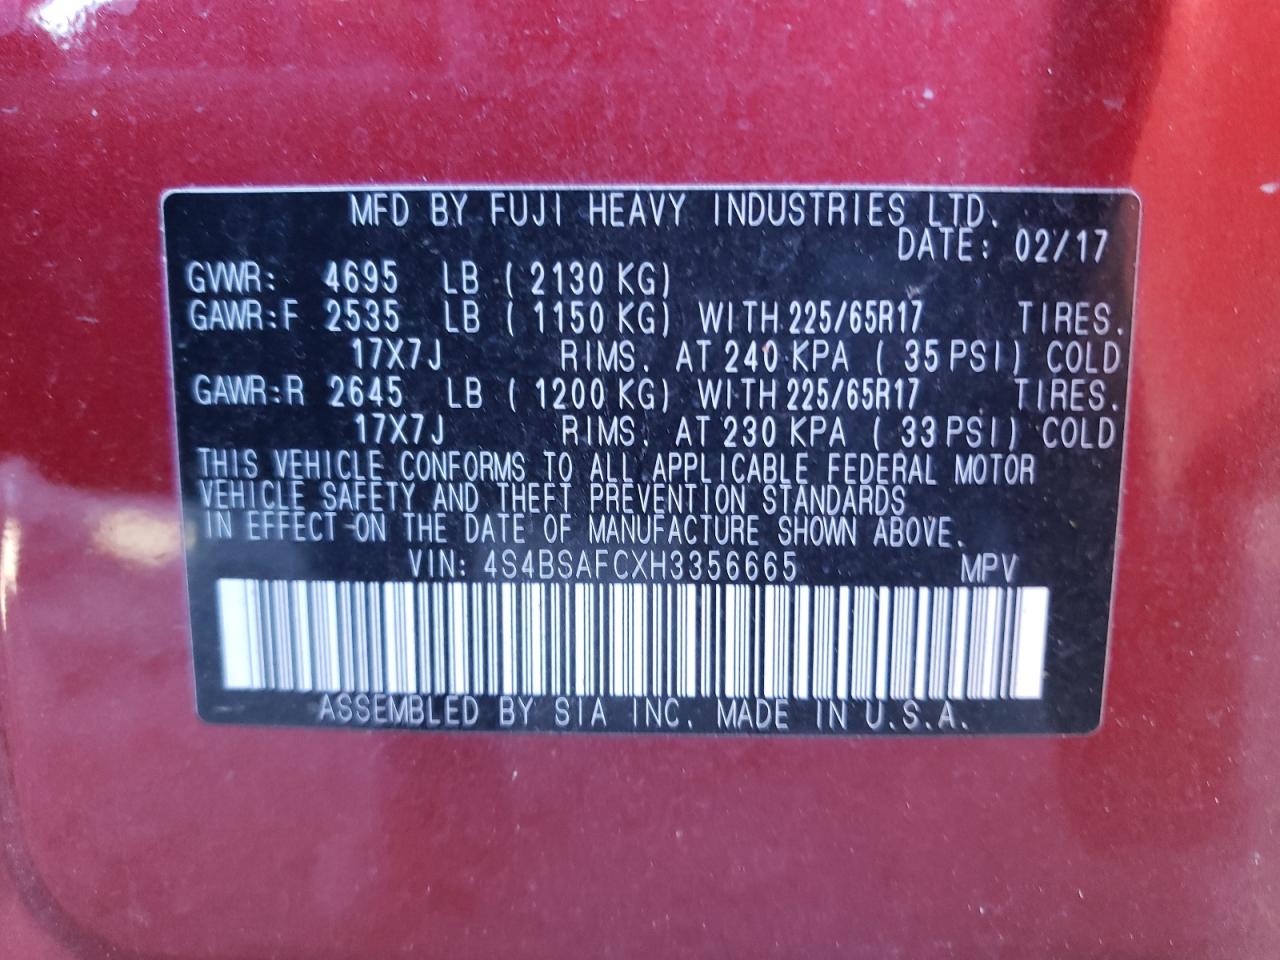 MFD BY FUJI HEAVY INDUSTRIES LTD.
DATE: 02/17
GVWR: 4695 LB ( 2130 KG)
GAWR:F 2535 LB ( 1150 KG) WITH 225/65R17 TIRES.
17X7J RIMS. AT 240 KPA ( 35 PSI) COLD
GAWR:R 2645 LB ( 1200 KG) WITH 225/65R17 TIRES.
17X7J RIMS. AT 230 KPA ( 33 PSI) COLD
THIS VEHICLE CONFORMS TO ALL APPLICABLE FEDERAL MOTOR
VEHICLE SAFETY AND THEFT PREVENTION STANDARDS
IN EFFECT ON THE DATE OF MANUFACTURE SHOWN ABOVE.
VIN: 4S4BSAFCXH3356665 MPV
ASSEMBLED BY SIA INC. MADE IN U.S.A.